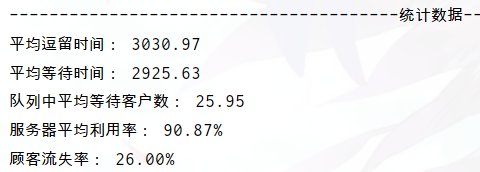 ---------------------------------------统计数据--
平均逗留时间： 3030.97
平均等待时间： 2925.63
队列中平均等待客户数： 25.95
服务器平均利用率： 90.87%
顾客流失率： 26.00%